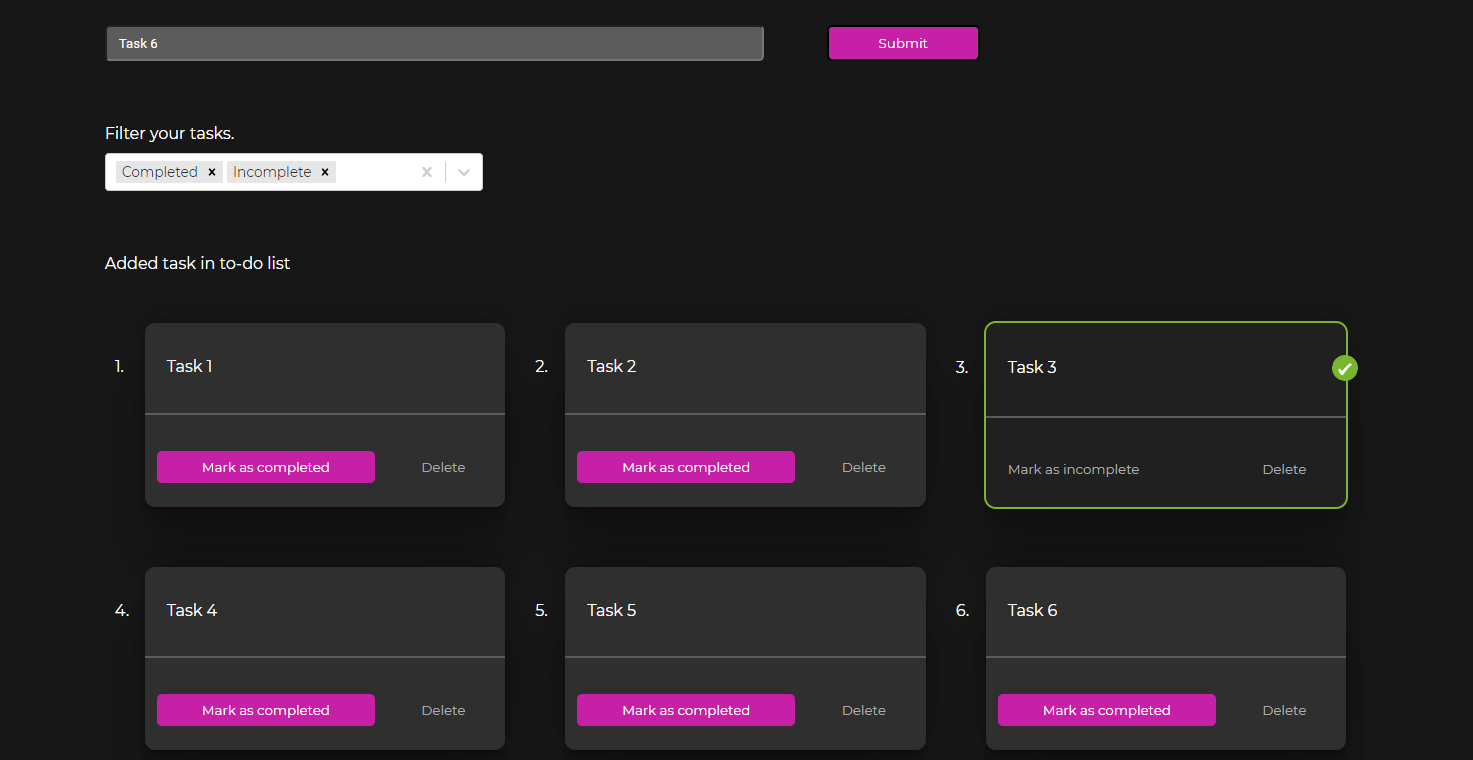 Task 6 Submit
Filter your tasks.
Completed × Incomplete ×
Added task in to-do list
1. Task 1 2. Task 2 3. Task 3
Mark as completed Delete Mark as completed Delete Mark as incomplete Delete
4. Task 4 5. Task 5 6. Task 6
Mark as completed Delete Mark as completed Delete Mark as completed Delete